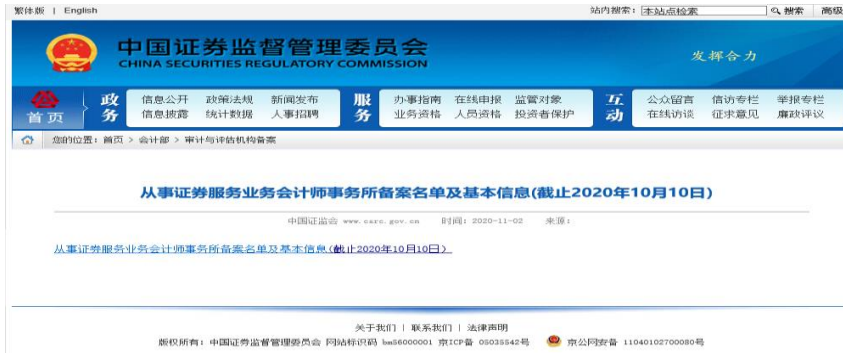 繁体版 | English
站内搜索： 本站点检索 搜索 高级
中国证券监督管理委员会
CHINA SECURITIES REGULATORY COMMISSION
发挥合力
首页
政务
信息公开 政策法规 新闻发布
信息披露 统计数据 人事招聘
服务
办事指南 在线申报 监管对象
业务资格 人员资格 投资者保护
互动
公众留言 信访专栏 举报专栏
在线访谈 征求意见 廉政评议
您的位置：首页 > 会计部 > 审计与评估机构备案
从事证券服务业务会计师事务所备案名单及基本信息(截止2020年10月10日)
中国证监会 www.csrc.gov.cn 时间：2020-11-02 来源：
从事证券服务业务会计师事务所备案名单及基本信息(截止2020年10月10日）
关于我们 | 联系我们 | 法律声明
版权所有：中国证券监督管理委员会 网站标识码 bm56000001 京ICP备 05035542号 京公网安备 11040102700080号